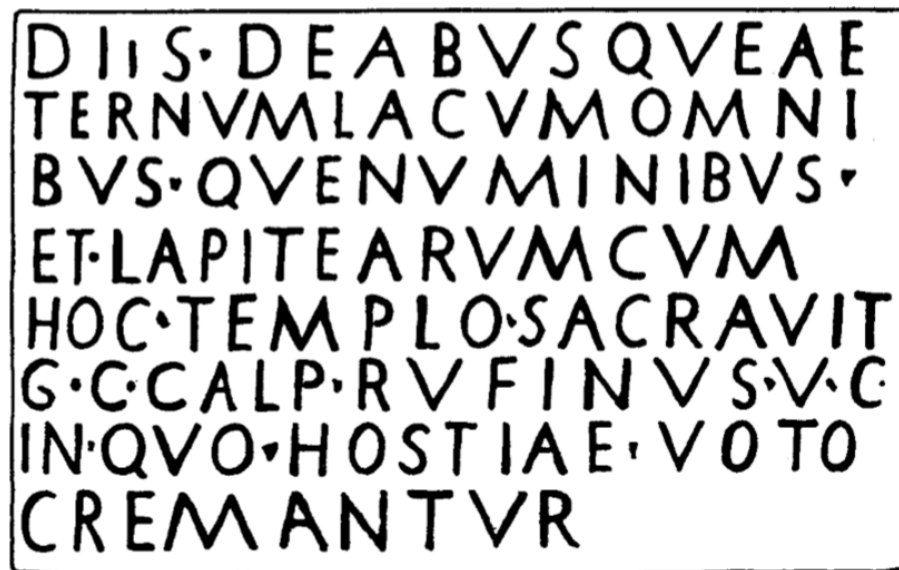 DIIS· DEABVSQVEAE
TERNVMLACVMOMNI
BVS·QVENVMINIBVS·
ET·LAPITEARVMCVM
HOC·TEMPLO·SACRAVIT
G·C·CALP·RVFINVS·V·C·
IN·QVO·HOSTIAE·VOTO
CREMANTVR